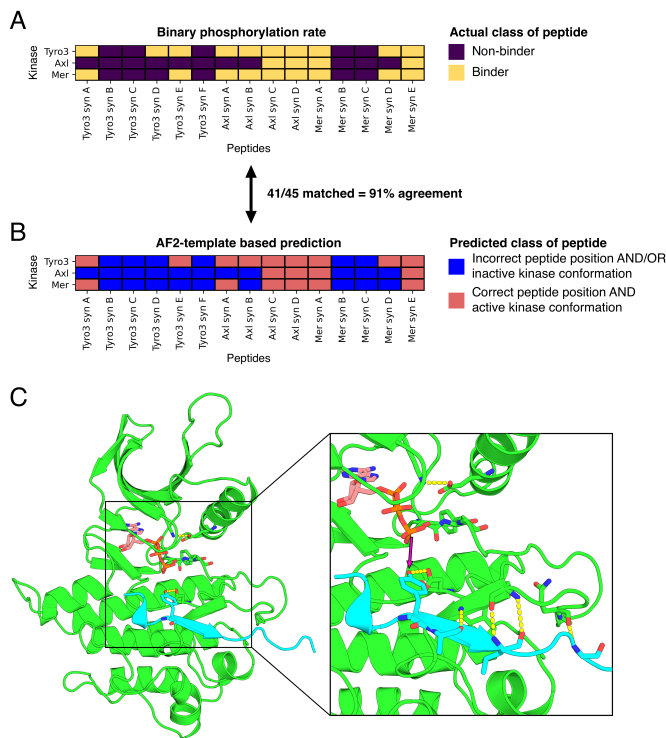 A
Binary phosphorylation rate
Actual class of peptide
Kinase
Tyro3
Axl
Mer
Non-binder
Binder
Tyro3 syn A
Tyro3 syn B
Tyro3 syn C
Tyro3 syn D
Tyro3 syn E
Tyro3 syn F
Axl syn A
Axl syn B
Axl syn C
Axl syn D
Mer syn A
Mer syn B
Mer syn C
Mer syn D
Mer syn E
Peptides
41/45 matched = 91% agreement
B
AF2-template based prediction
Predicted class of peptide
Kinase
Tyro3
Axl
Mer
Incorrect peptide position AND/OR
inactive kinase conformation
Correct peptide position AND
active kinase conformation
Tyro3 syn A
Tyro3 syn B
Tyro3 syn C
Tyro3 syn D
Tyro3 syn E
Tyro3 syn F
Axl syn A
Axl syn B
Axl syn C
Axl syn D
Mer syn A
Mer syn B
Mer syn C
Mer syn D
Mer syn E
Peptides
C